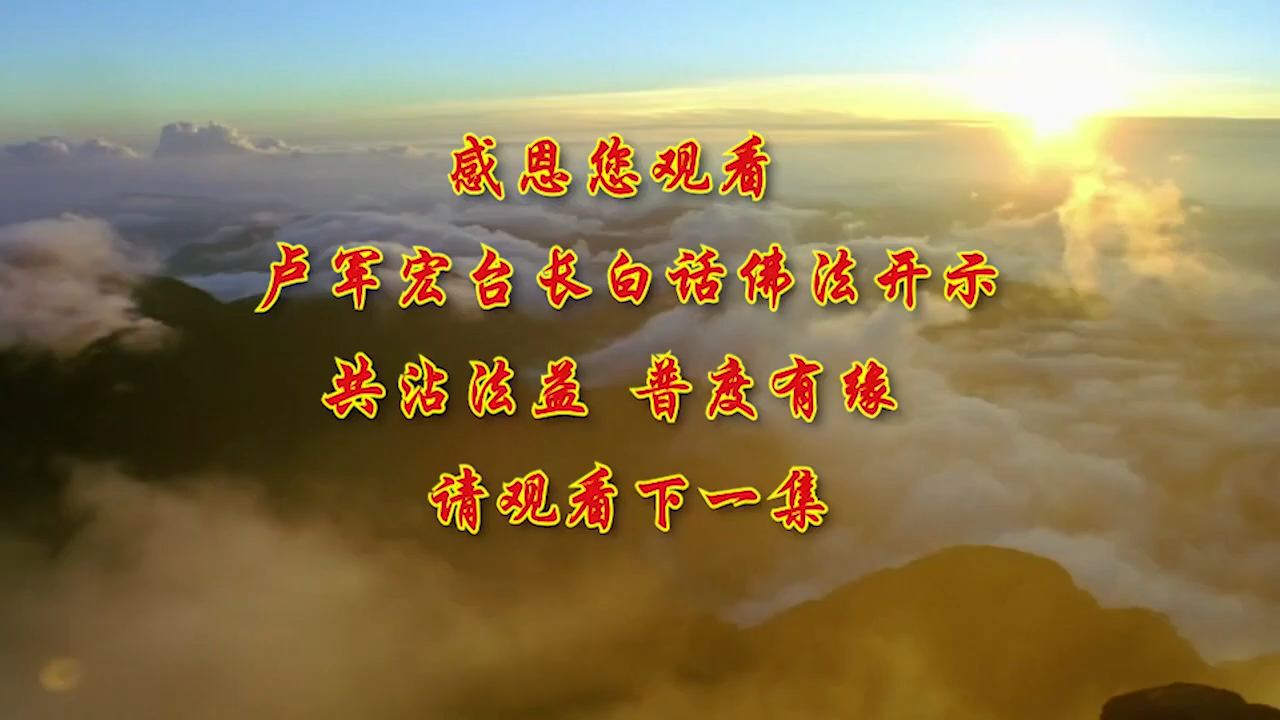 感恩您观看
卢军宏台长白话佛法开示
共沾法益 普度有缘
请观看下一集